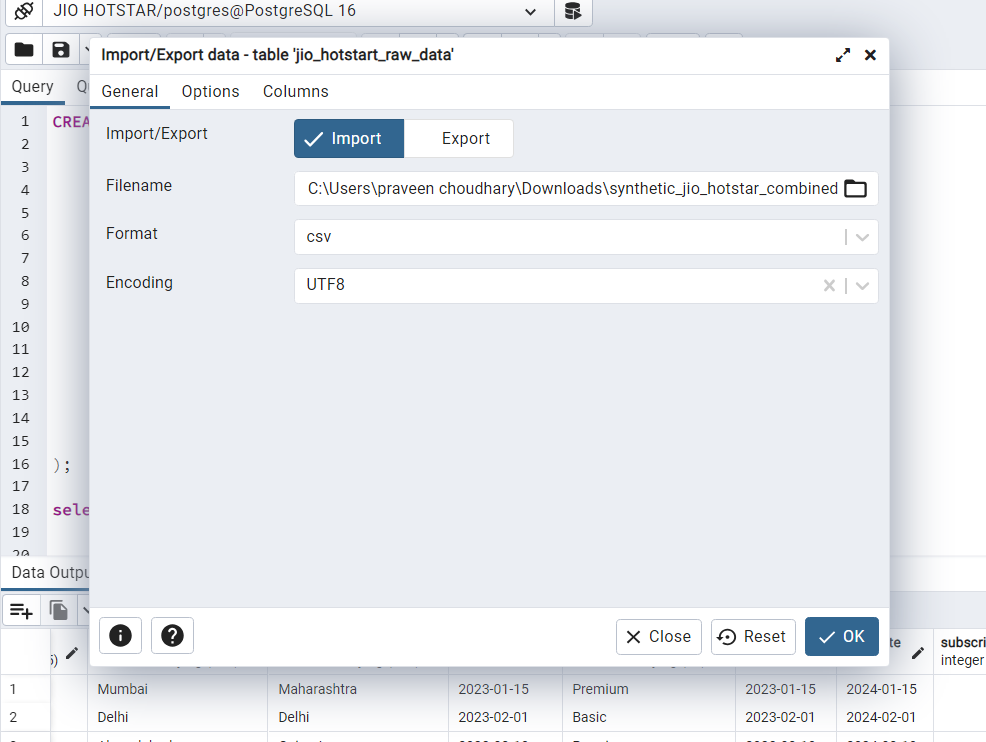 JIO HOTSTAR/postgres@PostgreSQL 16
Import/Export data - table 'jio_hotstart_raw_data'
Query
General Options Columns
1 CREA
2
3
4
5
6
7
8
9
10
11
12
13
14
15
16 );
17
18 sele
19
20
Import/Export Import Export
Filename C:\Users\praveen choudhary\Downloads\synthetic_jio_hotstar_combined
Format csv
Encoding UTF8
Data Outpu
Close Reset OK
subscri
integer
1 Mumbai Maharashtra 2023-01-15 Premium 2023-01-15 2024-01-15
2 Delhi Delhi 2023-02-01 Basic 2023-02-01 2024-02-01